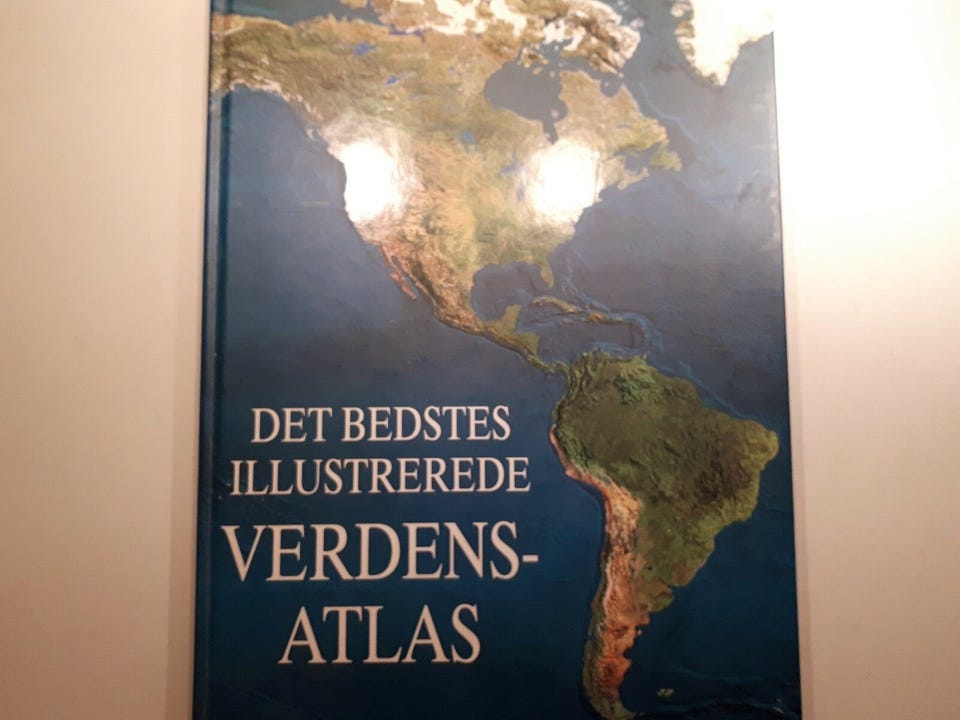 DET BEDSTES
ILLUSTREREDE
VERDENS-
ATLAS